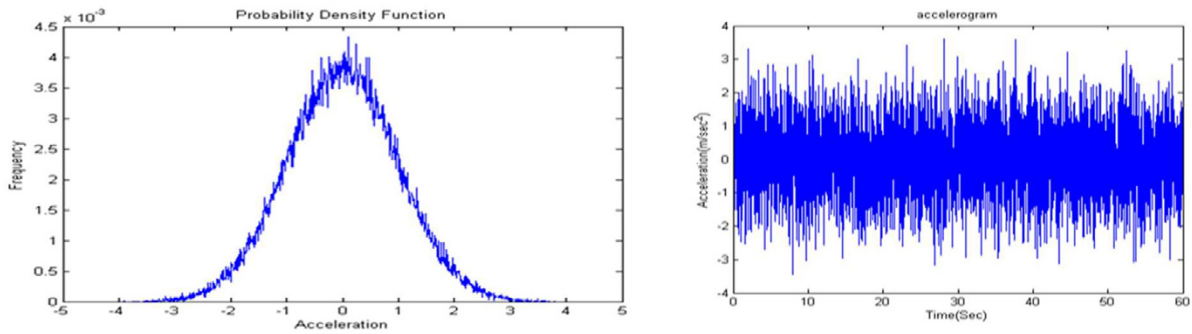 Probability Density Function
× 10⁻³
4.5
4
3.5
3
2.5
2
1.5
1
0.5
0
Frequency
-5 -4 -3 -2 -1 0 1 2 3 4 5
Acceleration
accelerogram
4
3
2
1
0
-1
-2
-3
-4
Acceleration(m/sec²)
0 10 20 30 40 50 60
Time(Sec)